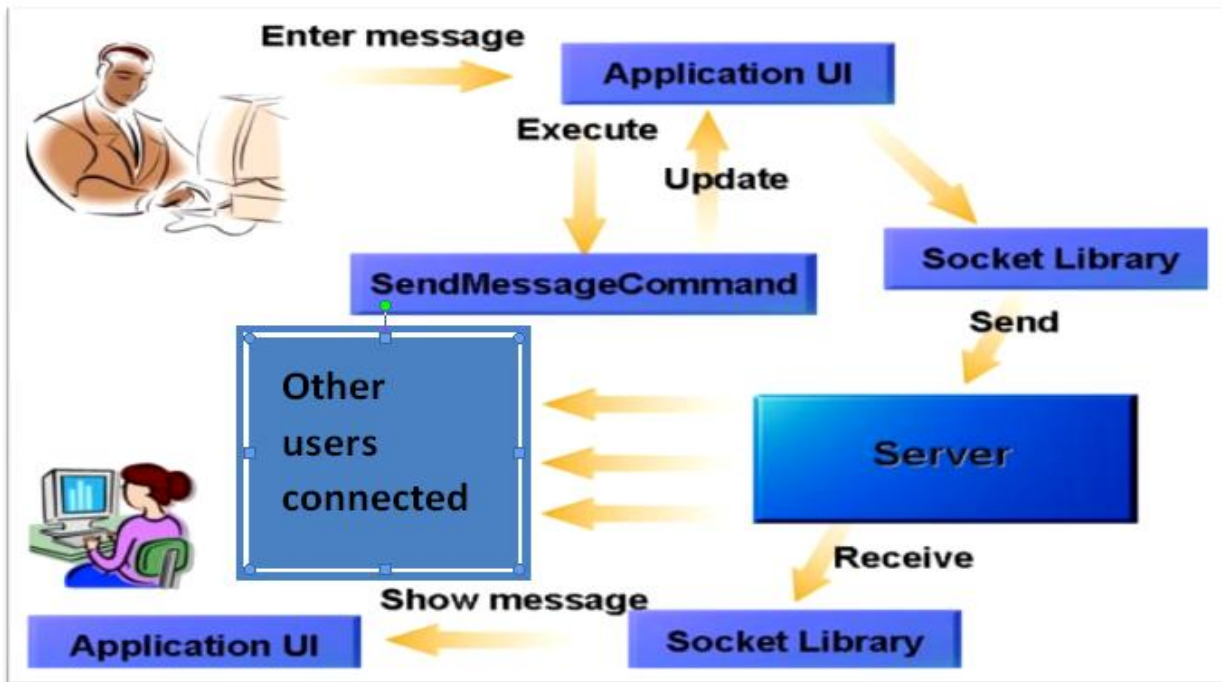 Enter message
Application UI
Execute
Update
Socket Library
SendMessageCommand
Send
Other
users
connected
Server
Receive
Show message
Application UI
Socket Library